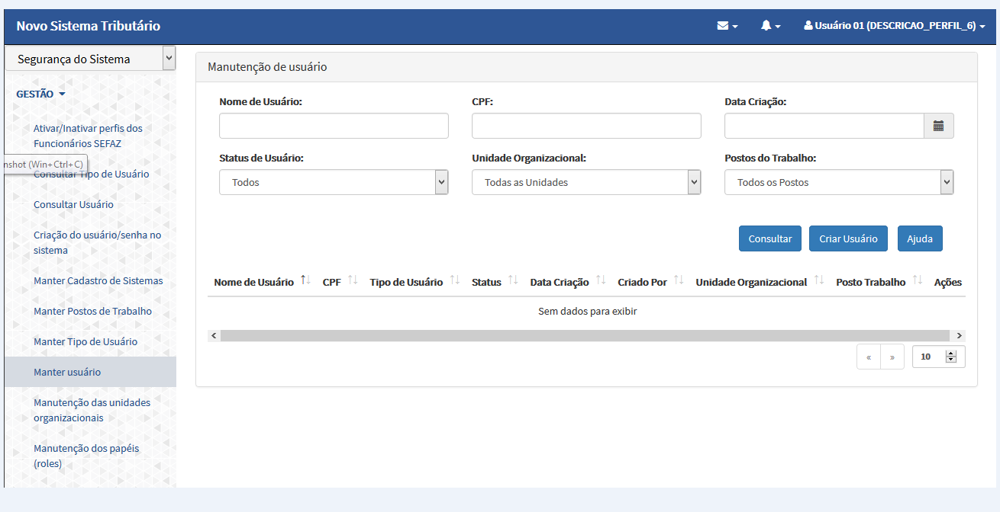 Novo Sistema Tributário
Usuário 01 (DESCRICAO_PERFIL_6)
Segurança do Sistema
GESTÃO
Ativar/Inativar perfis dos
Funcionários SEFAZ
nshot (Win+Ctrl+C)
Consultar Tipo de Usuário
Consultar Usuário
Criação do usuário/senha no
sistema
Manter Cadastro de Sistemas
Manter Postos de Trabalho
Manter Tipo de Usuário
Manter usuário
Manutenção das unidades
organizacionais
Manutenção dos papéis
(roles)
Manutenção de usuário
Nome de Usuário: CPF: Data Criação:
Status de Usuário: Unidade Organizacional: Postos do Trabalho:
Todos Todas as Unidades Todos os Postos
Consultar Criar Usuário Ajuda
Nome de Usuário CPF Tipo de Usuário Status Data Criação Criado Por Unidade Organizacional Posto Trabalho Ações
Sem dados para exibir
« » 10